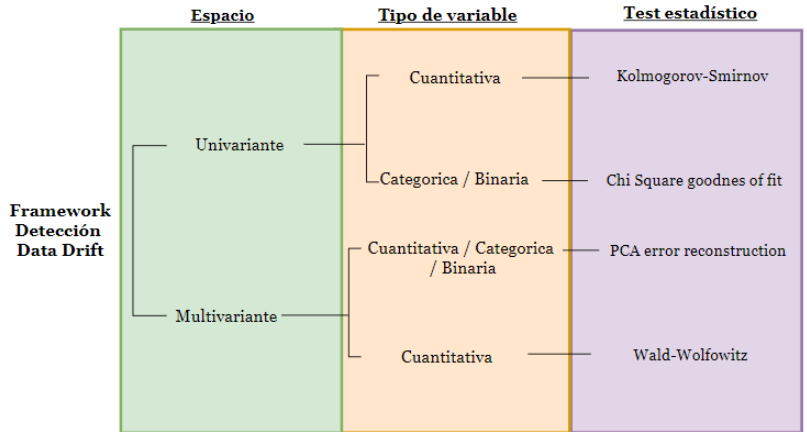 Espacio
Tipo de variable
Test estadístico
Cuantitativa
Kolmogorov-Smirnov
Univariante
Categorica / Binaria
Chi Square goodnes of fit
Framework
Detección
Data Drift
Cuantitativa / Categorica
/ Binaria
PCA error reconstruction
Multivariante
Cuantitativa
Wald-Wolfowitz